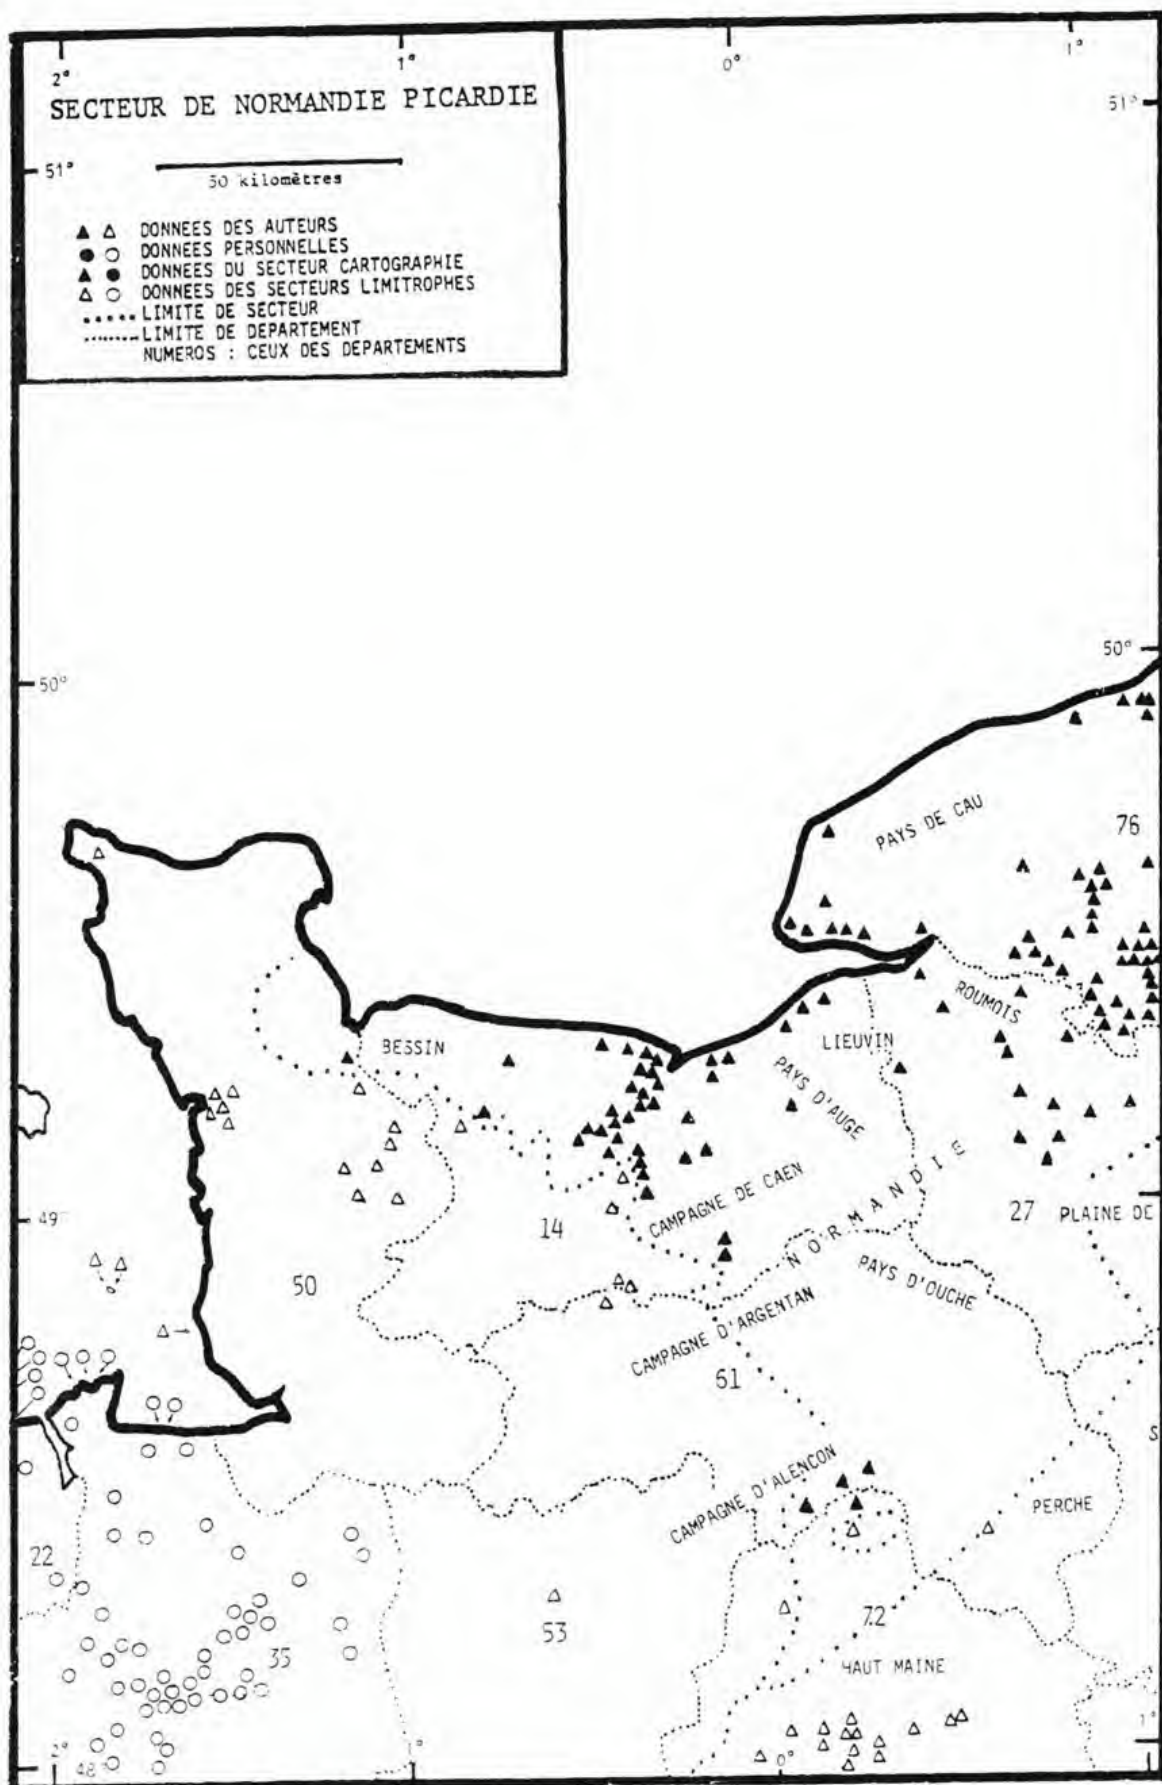 2°
1°
0°
1°
SECTEUR DE NORMANDIE PICARDIE
51°
51°
50 kilomètres
DONNEES DES AUTEURS
DONNEES PERSONNELLES
DONNEES DU SECTEUR CARTOGRAPHIE
DONNEES DES SECTEURS LIMITROPHES
LIMITE DE SECTEUR
LIMITE DE DEPARTEMENT
NUMEROS : CEUX DES DEPARTEMENTS
50°
50°
PAYS DE CAU
76
ROUMOIS
BESSIN
LIEUVIN
PAYS D'AUGE
CAMPAGNE DE CAEN
NORMANDIE
49
14
27
PLAINE DE
50
PAYS D'OUCHE
CAMPAGNE D'ARGENTAN
61
S
CAMPAGNE D'ALENCON
PERCHE
22
53
72
35
HAUT MAINE
48°
1°
0°
1°